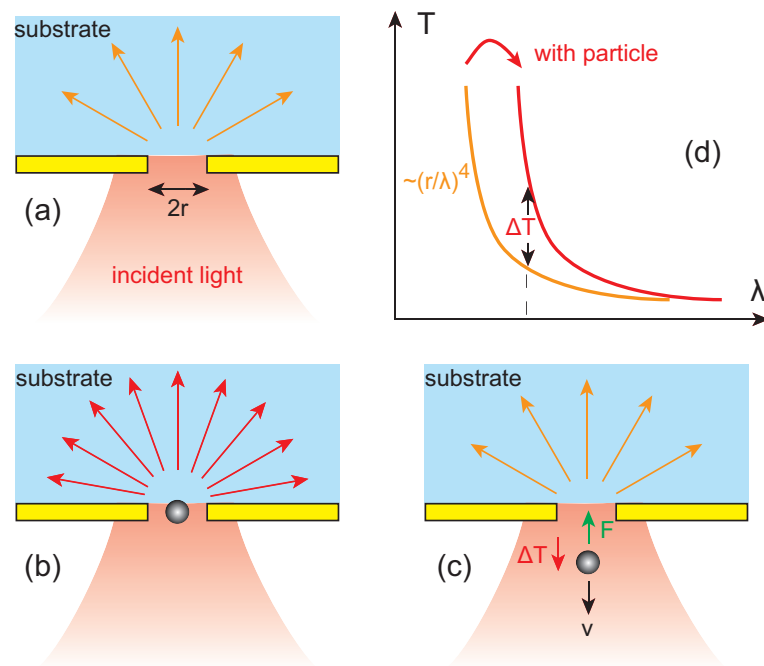 substrate
2r
(a)
incident light
T
with particle
(d)
~(r/λ)⁴
ΔT
λ
substrate
(b)
substrate
F
ΔT
(c)
v